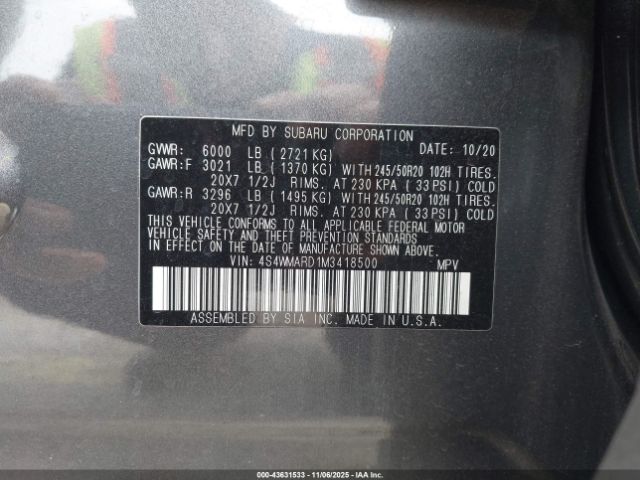 MFD BY SUBARU CORPORATION
GVWR: 6000 LB (2721 KG) DATE: 10/20
GAWR:F 3021 LB (1370 KG) WITH 245/50R20 102H TIRES.
20X7 1/2J RIMS. AT 230 KPA (33 PSI) COLD
GAWR:R 3296 LB (1495 KG) WITH 245/50R20 102H TIRES.
20X7 1/2J RIMS. AT 230 KPA (33 PSI) COLD
THIS VEHICLE CONFORMS TO ALL APPLICABLE FEDERAL MOTOR
VEHICLE SAFETY AND THEFT PREVENTION STANDARDS
IN EFFECT ON THE DATE OF MANUFACTURE SHOWN ABOVE.
VIN: 4S4WMARD1M3418500 MPV
ASSEMBLED BY SIA INC. MADE IN U.S.A.
000-43631533 - 11/06/2025 - IAAI.COM